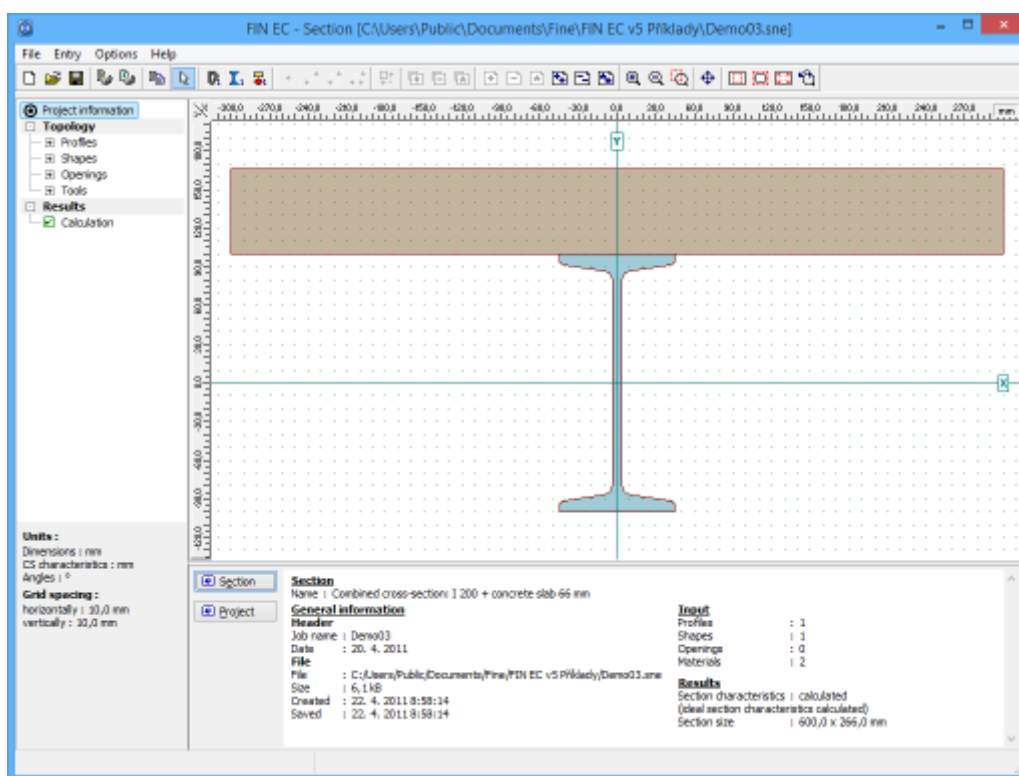 FIN EC - Section [C:\Users\Public\Documents\Fine\FIN EC v5 Příklady\Demo03.sne]
File Entry Options Help
Project information
Topology
Profiles
Shapes
Openings
Tools
Results
Calculation
mm
Y
X
Units :
Dimensions : mm
CS characteristics : mm
Angles : °
Grid spacing :
horizontally : 10,0 mm
vertically : 10,0 mm
Section
Project
Section
Name : Combined cross-section: I 200 + concrete slab 66 mm
General information
Header
Job name : Demo03
Date : 20. 4. 2011
File
File : C:/Users/Public/Documents/Fine/FIN EC v5 Příklady/Demo03.sne
Size : 6,1 kB
Created : 22. 4. 2011 8:58:14
Saved : 22. 4. 2011 8:58:14
Input
Profiles : 1
Shapes : 1
Openings : 0
Materials : 2
Results
Section characteristics : calculated
(ideal section characteristics calculated)
Section size : 600,0 x 266,0 mm